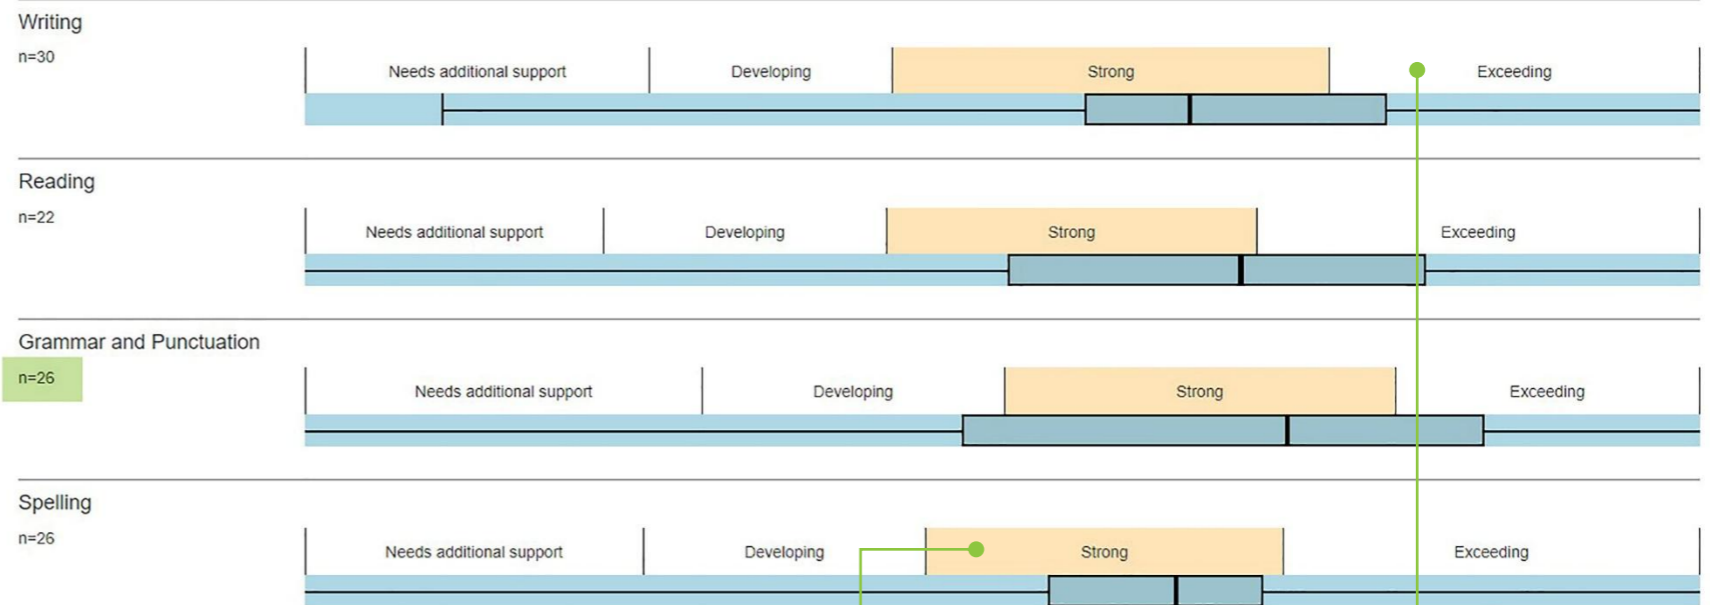 Writing
n=30
Needs additional support Developing Strong Exceeding
Reading
n=22
Needs additional support Developing Strong Exceeding
Grammar and Punctuation
n=26
Needs additional support Developing Strong Exceeding
Spelling
n=26
Needs additional support Developing Strong Exceeding